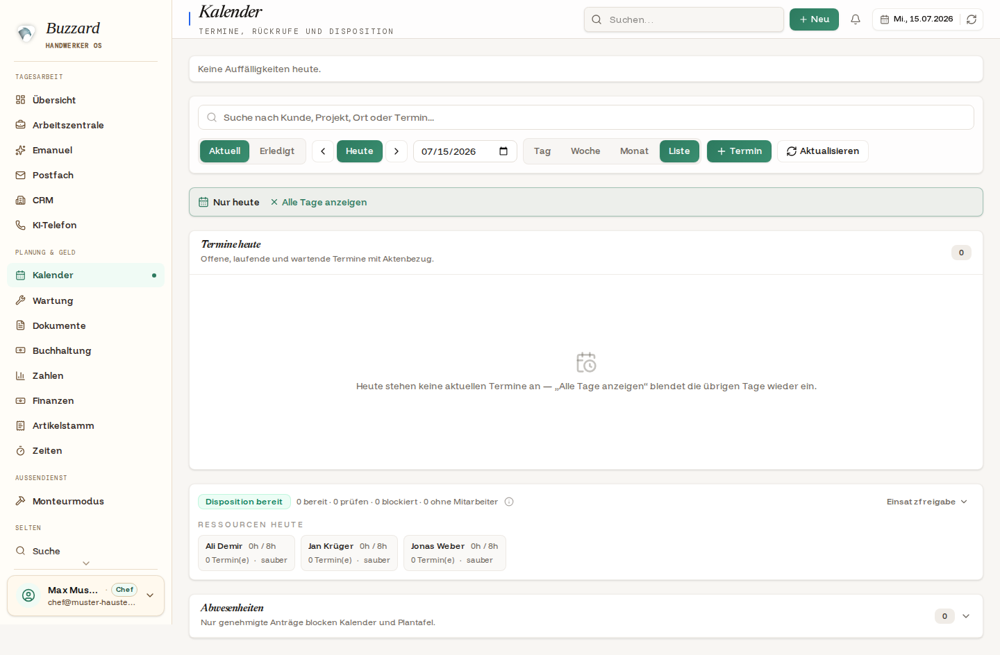 Buzzard
HANDWERKER OS
TAGESARBEIT
Übersicht
Arbeitszentrale
Emanuel
Postfach
CRM
KI-Telefon
PLANUNG & GELD
Kalender
Wartung
Dokumente
Buchhaltung
Zahlen
Finanzen
Artikelstamm
Zeiten
AUSSENDIENST
Monteurmodus
SELTEN
Suche
Max Mus... · Chef
chef@muster-hauste...
Kalender
TERMINE, RÜCKRUFE UND DISPOSITION
Suchen...
Neu
Mi., 15.07.2026
Keine Auffälligkeiten heute.
Suche nach Kunde, Projekt, Ort oder Termin...
Aktuell Erledigt Heute 07/15/2026 Tag Woche Monat Liste Termin Aktualisieren
Nur heute Alle Tage anzeigen
Termine heute
Offene, laufende und wartende Termine mit Aktenbezug.
0
Heute stehen keine aktuellen Termine an — „Alle Tage anzeigen“ blendet die übrigen Tage wieder ein.
Disposition bereit 0 bereit · 0 prüfen · 0 blockiert · 0 ohne Mitarbeiter Einsatzfreigabe
RESSOURCEN HEUTE
Ali Demir 0h / 8h
0 Termin(e) · sauber
Jan Krüger 0h / 8h
0 Termin(e) · sauber
Jonas Weber 0h / 8h
0 Termin(e) · sauber
Abwesenheiten
Nur genehmigte Anträge blocken Kalender und Plantafel.
0